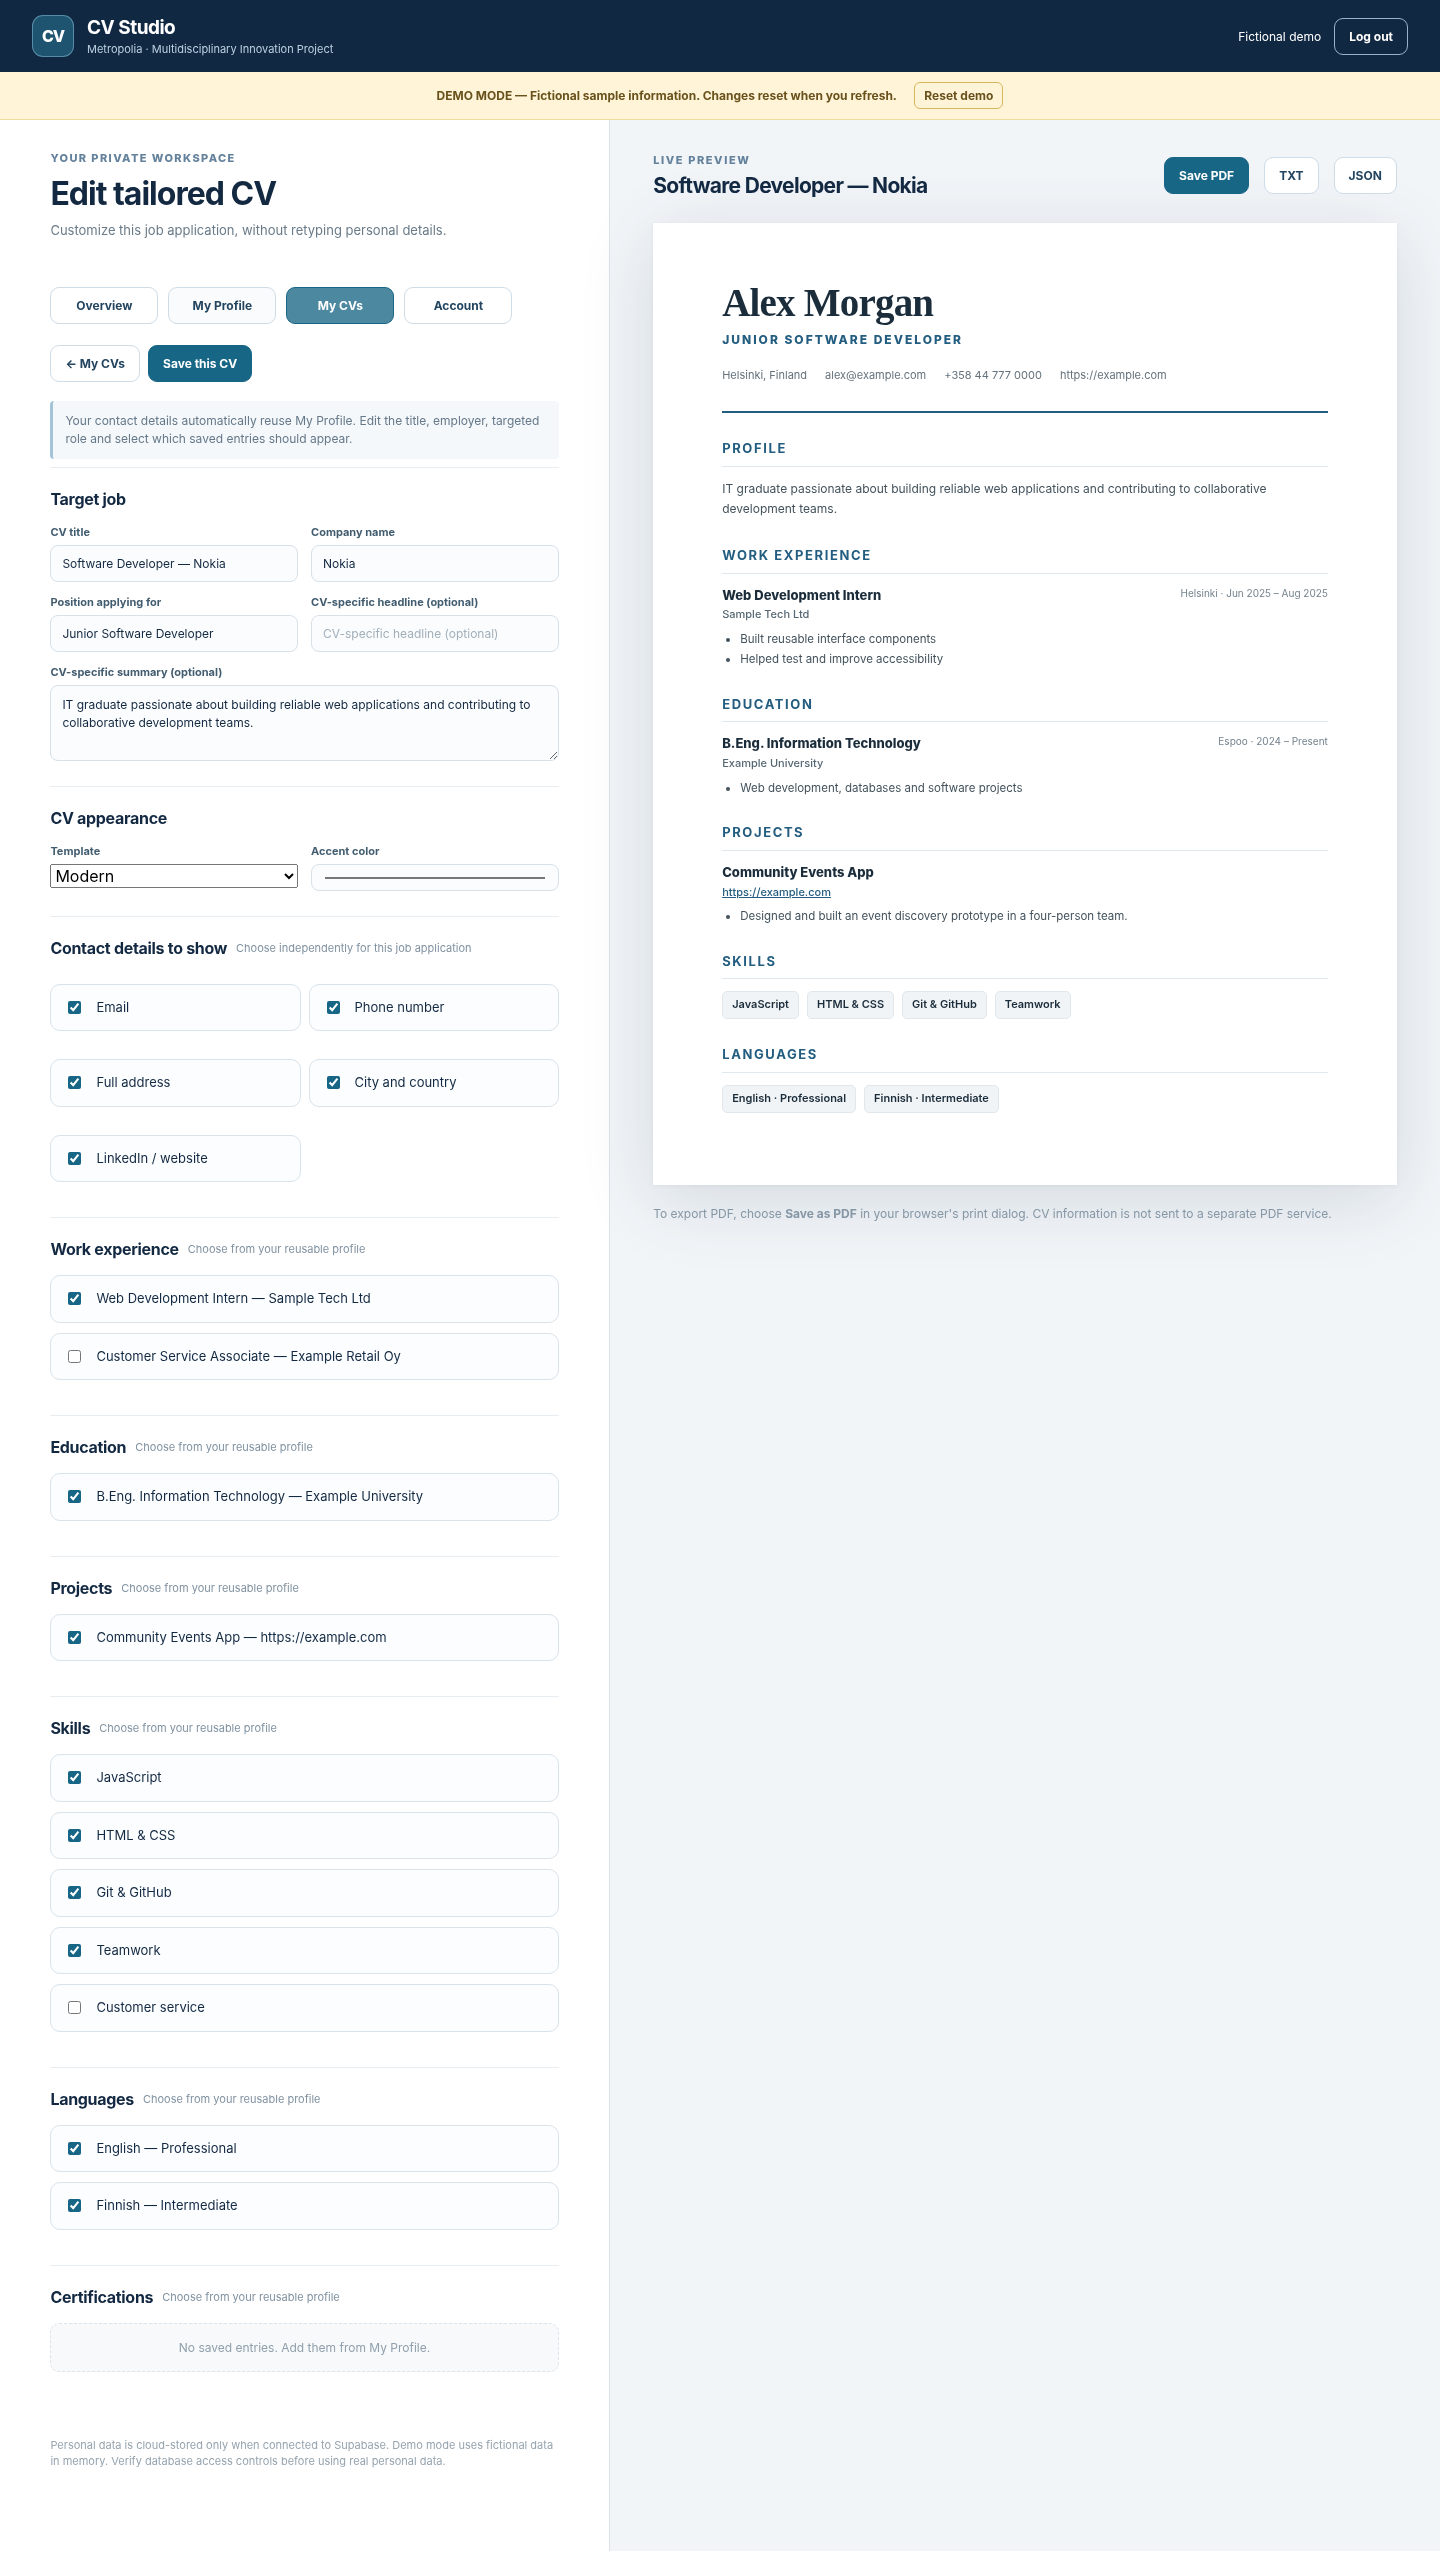 CV
CV Studio
Metropolia · Multidisciplinary Innovation Project
Fictional demo
Log out
DEMO MODE — Fictional sample information. Changes reset when you refresh.
Reset demo
YOUR PRIVATE WORKSPACE
Edit tailored CV
Customize this job application, without retyping personal details.
Overview
My Profile
My CVs
Account
← My CVs
Save this CV
Your contact details automatically reuse My Profile. Edit the title, employer, targeted
role and select which saved entries should appear.
Target job
CV title
Company name
Software Developer — Nokia
Nokia
Position applying for
CV-specific headline (optional)
Junior Software Developer
CV-specific headline (optional)
CV-specific summary (optional)
IT graduate passionate about building reliable web applications and contributing to
collaborative development teams.
CV appearance
Template
Accent color
Modern
Contact details to show
Choose independently for this job application
Email
Phone number
Full address
City and country
LinkedIn / website
Work experience
Choose from your reusable profile
Web Development Intern — Sample Tech Ltd
Customer Service Associate — Example Retail Oy
Education
Choose from your reusable profile
B.Eng. Information Technology — Example University
Projects
Choose from your reusable profile
Community Events App — https://example.com
Skills
Choose from your reusable profile
JavaScript
HTML & CSS
Git & GitHub
Teamwork
Customer service
Languages
Choose from your reusable profile
English — Professional
Finnish — Intermediate
Certifications
Choose from your reusable profile
No saved entries. Add them from My Profile.
Personal data is cloud-stored only when connected to Supabase. Demo mode uses fictional data
in memory. Verify database access controls before using real personal data.
LIVE PREVIEW
Software Developer — Nokia
Save PDF
TXT
JSON
Alex Morgan
JUNIOR SOFTWARE DEVELOPER
Helsinki, Finland
alex@example.com
+358 44 777 0000
https://example.com
PROFILE
IT graduate passionate about building reliable web applications and contributing to collaborative
development teams.
WORK EXPERIENCE
Web Development Intern
Helsinki · Jun 2025 – Aug 2025
Sample Tech Ltd
• Built reusable interface components
• Helped test and improve accessibility
EDUCATION
B.Eng. Information Technology
Espoo · 2024 – Present
Example University
• Web development, databases and software projects
PROJECTS
Community Events App
https://example.com
• Designed and built an event discovery prototype in a four-person team.
SKILLS
JavaScript
HTML & CSS
Git & GitHub
Teamwork
LANGUAGES
English · Professional
Finnish · Intermediate
To export PDF, choose Save as PDF in your browser's print dialog. CV information is not sent to a separate PDF service.